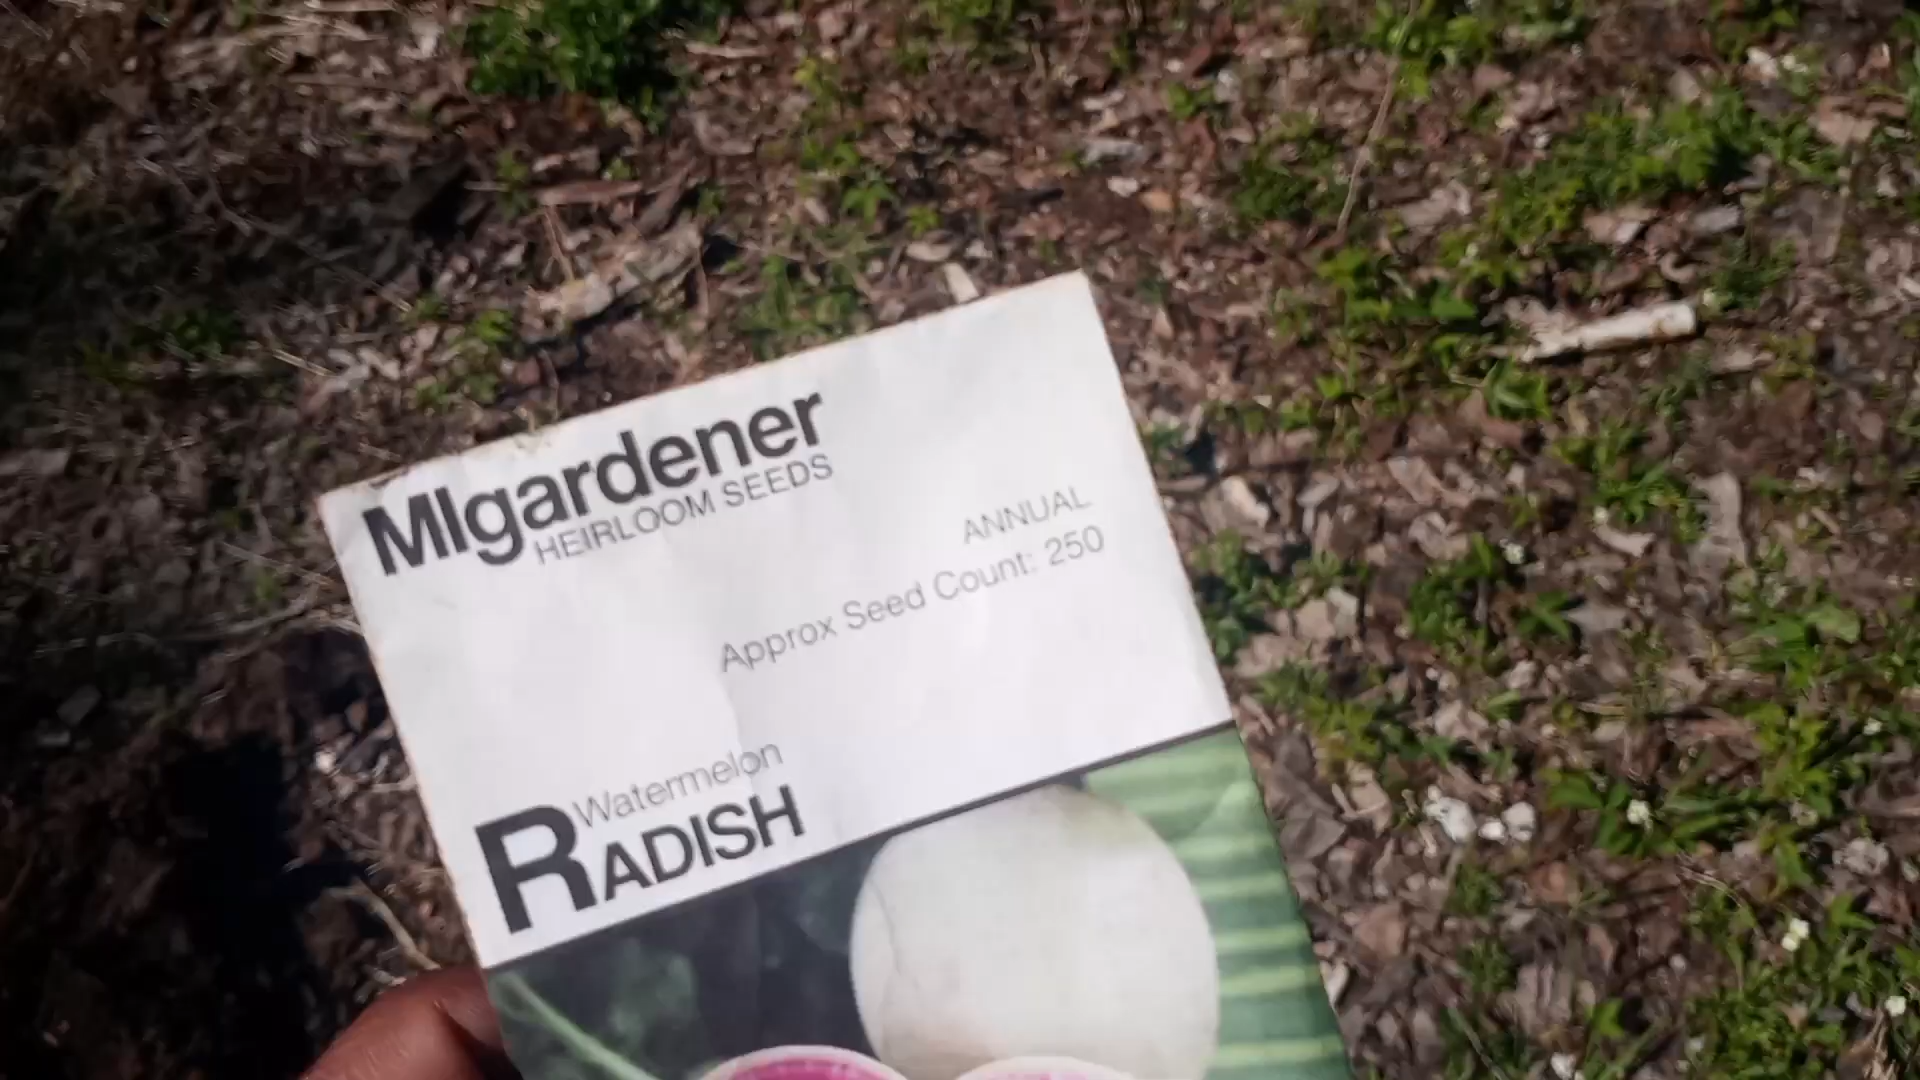 MIgardener
HEIRLOOM SEEDS
ANNUAL
Approx Seed Count: 250
Watermelon
RADISH